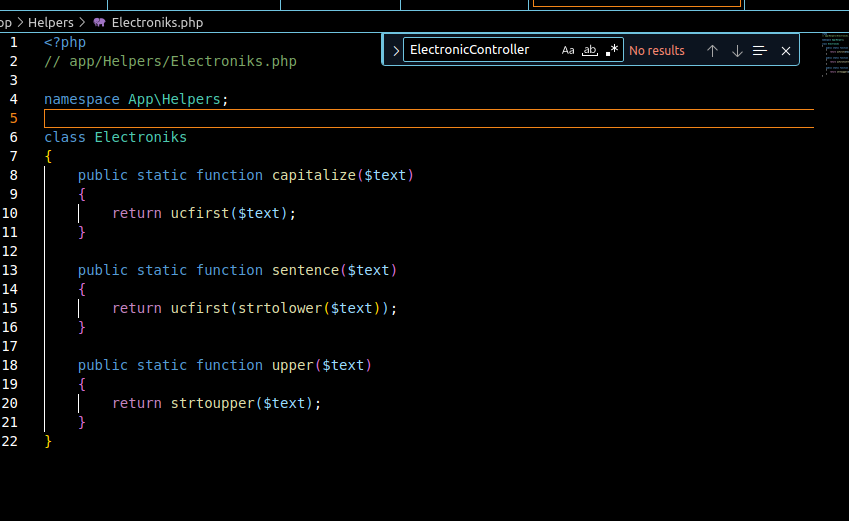 pp > Helpers > Electroniks.php
ElectronicController Aa ab .* No results
1 <?php
2 // app/Helpers/Electroniks.php
3
4 namespace App\Helpers;
5
6 class Electroniks
7 {
8 public static function capitalize($text)
9 {
10 return ucfirst($text);
11 }
12
13 public static function sentence($text)
14 {
15 return ucfirst(strtolower($text));
16 }
17
18 public static function upper($text)
19 {
20 return strtoupper($text);
21 }
22 }